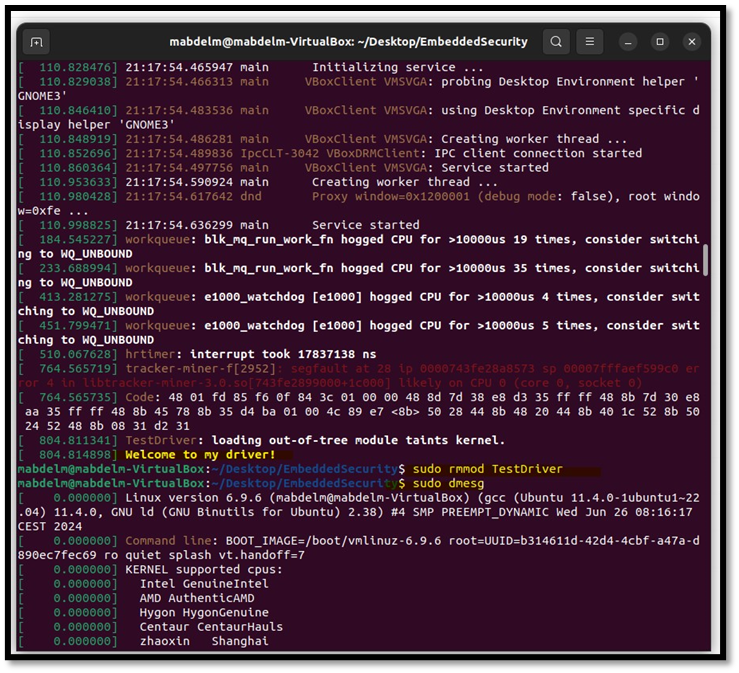 mabdelm@mabdelm-VirtualBox: ~/Desktop/EmbeddedSecurity
[  110.828476] 21:17:54.465947 main     Initializing service ...
[  110.829038] 21:17:54.466313 main     VBoxClient VMSVGA: probing Desktop Environment helper '
GNOME3'
[  110.846410] 21:17:54.483536 main     VBoxClient VMSVGA: using Desktop Environment specific d
isplay helper 'GNOME3'
[  110.848919] 21:17:54.486281 main     VBoxClient VMSVGA: Creating worker thread ...
[  110.852696] 21:17:54.489836 IpcCLT-3042 VBoxDRMClient: IPC client connection started
[  110.860364] 21:17:54.497756 main     VBoxClient VMSVGA: Service started
[  110.953633] 21:17:54.590924 main      Creating worker thread ...
[  110.980428] 21:17:54.617642 dnd       Proxy window=0x1200001 (debug mode: false), root windo
w=0xfe ...
[  110.998825] 21:17:54.636299 main      Service started
[  184.545227] workqueue: blk_mq_run_work_fn hogged CPU for >10000us 19 times, consider switchi
ng to WQ_UNBOUND
[  233.688994] workqueue: blk_mq_run_work_fn hogged CPU for >10000us 35 times, consider switchi
ng to WQ_UNBOUND
[  413.281275] workqueue: e1000_watchdog [e1000] hogged CPU for >10000us 4 times, consider swit
ching to WQ_UNBOUND
[  451.799471] workqueue: e1000_watchdog [e1000] hogged CPU for >10000us 5 times, consider swit
ching to WQ_UNBOUND
[  510.067628] hrtimer: interrupt took 17837138 ns
[  764.565719] tracker-miner-f[2952]: segfault at 28 ip 0000743fe28a8573 sp 00007fffaef599c0 er
ror 4 in libtracker-miner-3.0.so[743fe2899000+1c000] likely on CPU 0 (core 0, socket 0)
[  764.565735] Code: 48 01 fd 85 f6 0f 84 3c 01 00 00 48 8d 7d 38 e8 d3 35 ff ff 48 8b 7d 30 e8
 aa 35 ff ff 48 8b 45 78 8b 35 d4 ba 01 00 4c 89 e7 <8b> 50 28 44 8b 48 20 44 8b 40 1c 52 8b 50
 24 52 48 8b 08 31 d2 31
[  804.811341] TestDriver: loading out-of-tree module taints kernel.
[  804.814898] Welcome to my driver!
mabdelm@mabdelm-VirtualBox:~/Desktop/EmbeddedSecurity$ sudo rmmod TestDriver
mabdelm@mabdelm-VirtualBox:~/Desktop/EmbeddedSecurity$ sudo dmesg
[    0.000000] Linux version 6.9.6 (mabdelm@mabdelm-VirtualBox) (gcc (Ubuntu 11.4.0-1ubuntu1~22
.04) 11.4.0, GNU ld (GNU Binutils for Ubuntu) 2.38) #4 SMP PREEMPT_DYNAMIC Wed Jun 26 08:16:17
CEST 2024
[    0.000000] Command line: BOOT_IMAGE=/boot/vmlinuz-6.9.6 root=UUID=b314611d-42d4-4cbf-a47a-d
890ec7fec69 ro quiet splash vt.handoff=7
[    0.000000] KERNEL supported cpus:
[    0.000000]   Intel GenuineIntel
[    0.000000]   AMD AuthenticAMD
[    0.000000]   Hygon HygonGenuine
[    0.000000]   Centaur CentaurHauls
[    0.000000]   zhaoxin   Shanghai